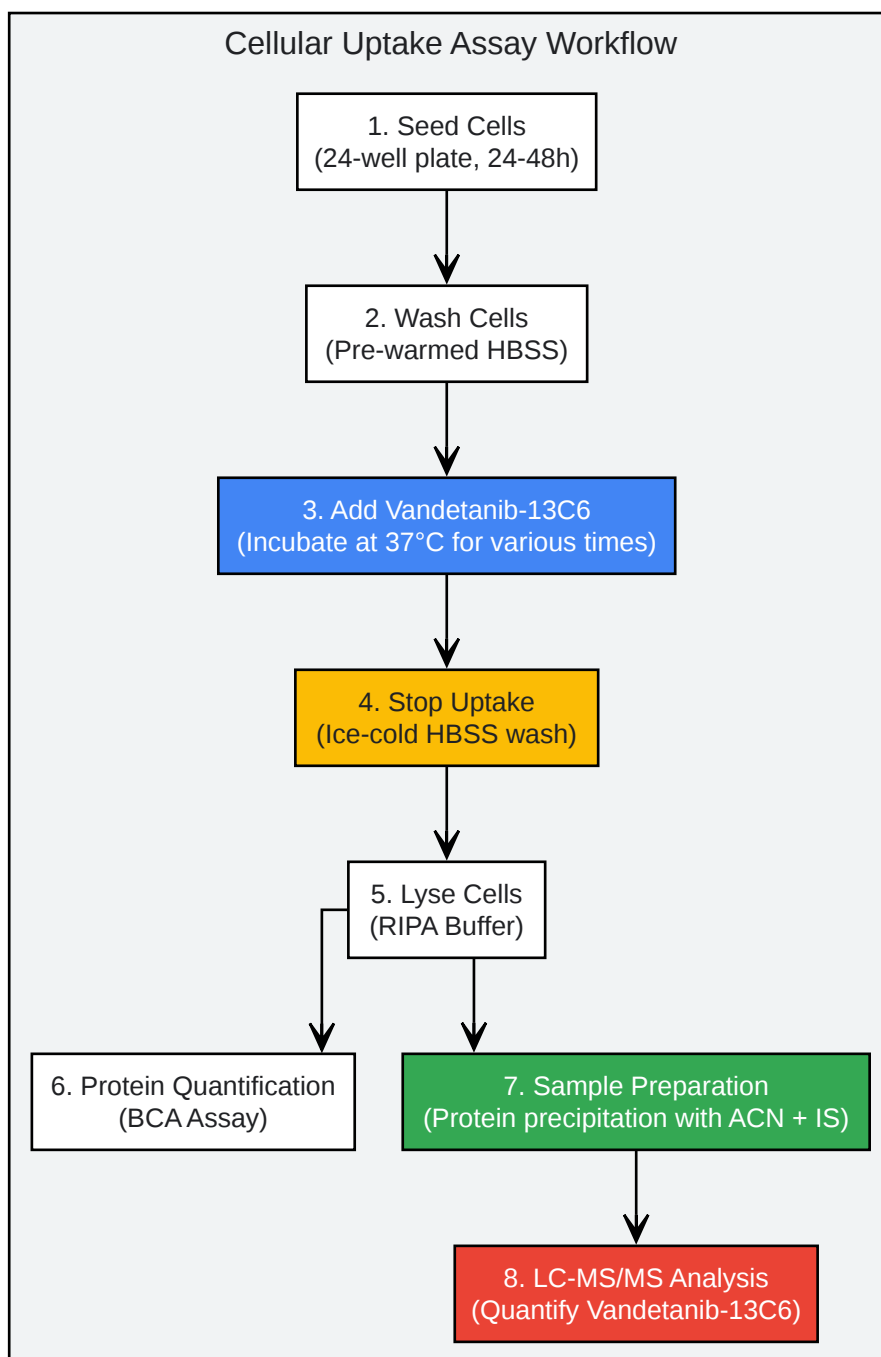 Cellular Uptake Assay Workflow
1. Seed Cells
(24-well plate, 24-48h)
2. Wash Cells
(Pre-warmed HBSS)
3. Add Vandetanib-13C6
(Incubate at 37°C for various times)
4. Stop Uptake
(Ice-cold HBSS wash)
5. Lyse Cells
(RIPA Buffer)
6. Protein Quantification
(BCA Assay)
7. Sample Preparation
(Protein precipitation with ACN + IS)
8. LC-MS/MS Analysis
(Quantify Vandetanib-13C6)